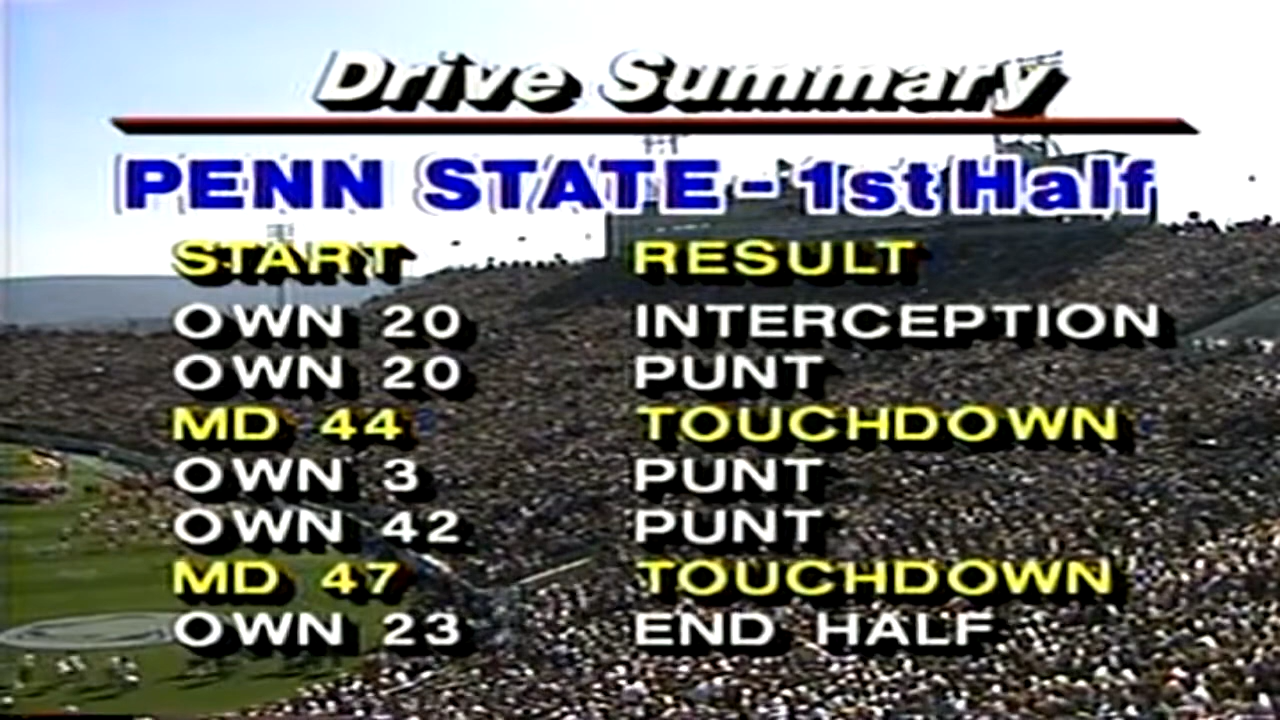 Drive Summary
PENN STATE - 1st Half
START RESULT
OWN 20 INTERCEPTION
OWN 20 PUNT
MD 44 TOUCHDOWN
OWN 3 PUNT
OWN 42 PUNT
MD 47 TOUCHDOWN
OWN 23 END HALF